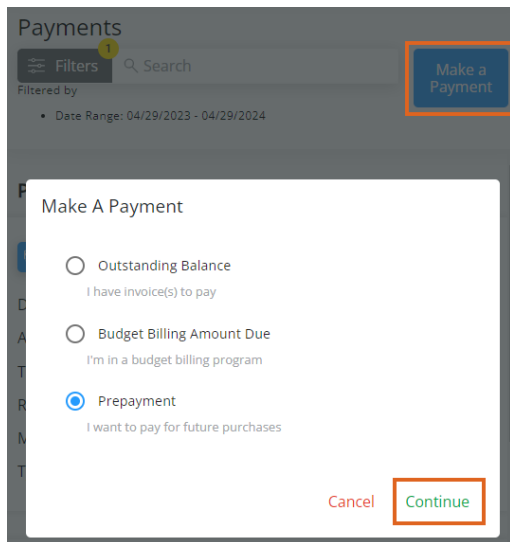 Payments
1
Filters
Search
Make a
Payment
Filtered by
• Date Range: 04/29/2023 - 04/29/2024
P
Make A Payment
Outstanding Balance
I have invoice(s) to pay
Budget Billing Amount Due
I'm in a budget billing program
Prepayment
I want to pay for future purchases
D
A
T
R
M
T
Cancel
Continue